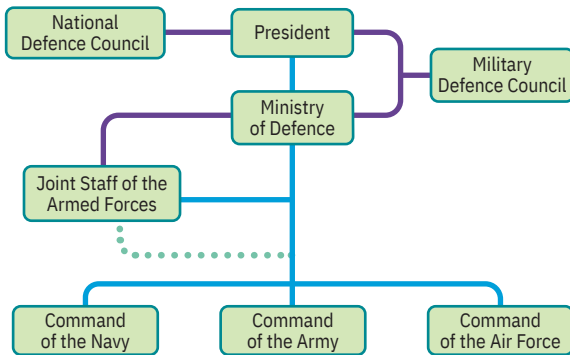 National
Defence Council
President
Military
Defence Council
Ministry
of Defence
Joint Staff of the
Armed Forces
Command
of the Navy
Command
of the Army
Command
of the Air Force